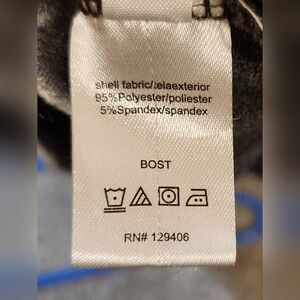 shell fabric/telaexterior
95%Polyester/poliester
5%Spandex/spandex
BOST
RN# 129406